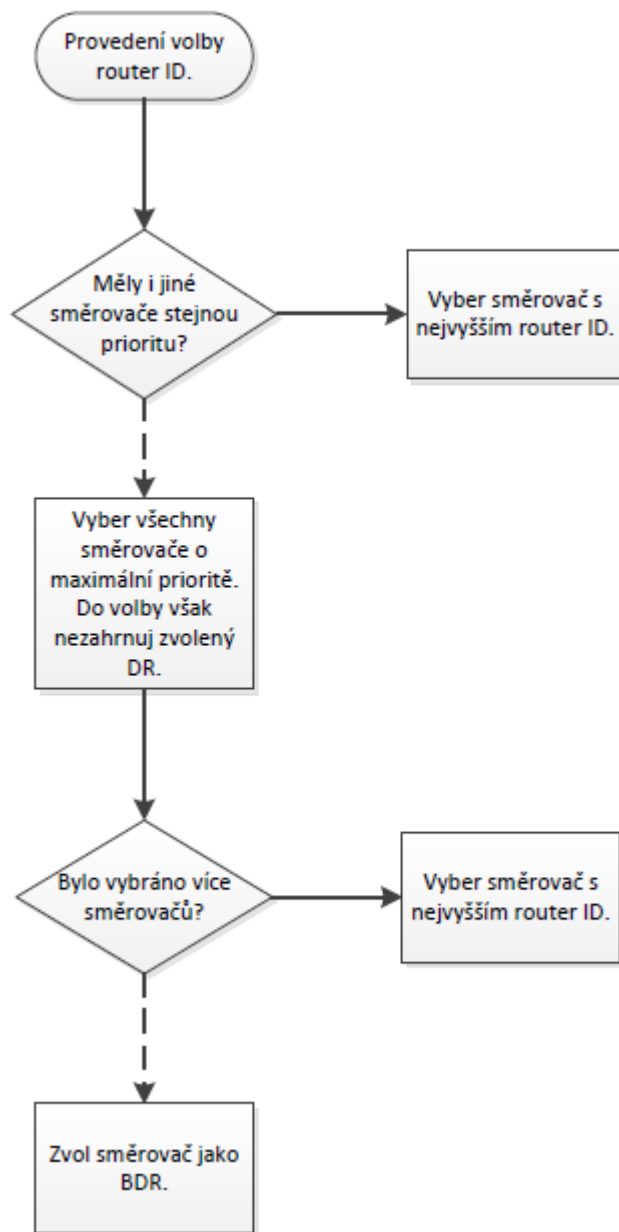 Provedení volby
router ID.
Měly i jiné
směrovače stejnou
prioritu?
Vyber směrovač s
nejvyšším router ID.
Vyber všechny
směrovače o
maximální prioritě.
Do volby však
nezahrnuj zvolený
DR.
Bylo vybráno více
směrovačů?
Vyber směrovač s
nejvyšším router ID.
Zvol směrovač jako
BDR.